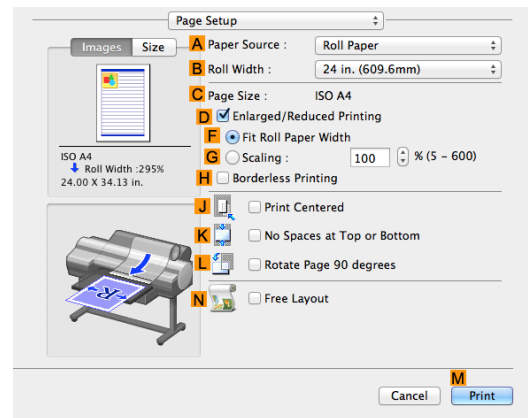 Page Setup
Images Size
A Paper Source : Roll Paper
B Roll Width : 24 in. (609.6mm)
C Page Size : ISO A4
D Enlarged/Reduced Printing
F Fit Roll Paper Width
G Scaling : 100 % (5 - 600)
H Borderless Printing
ISO A4
Roll Width :295%
24.00 X 34.13 in.
J Print Centered
K No Spaces at Top or Bottom
L Rotate Page 90 degrees
N Free Layout
R
M
Cancel Print